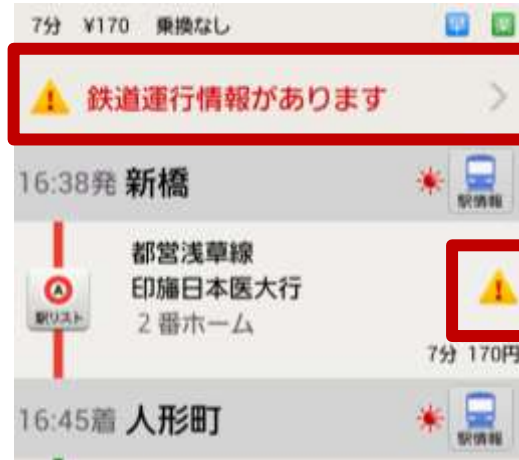 7分 ¥170 乗換なし 早 楽
鉄道運行情報があります
16:38発 新橋
駅情報
都営浅草線
印旛日本医大行
2番ホーム
A
駅リスト
7分 170円
16:45着 人形町
駅情報